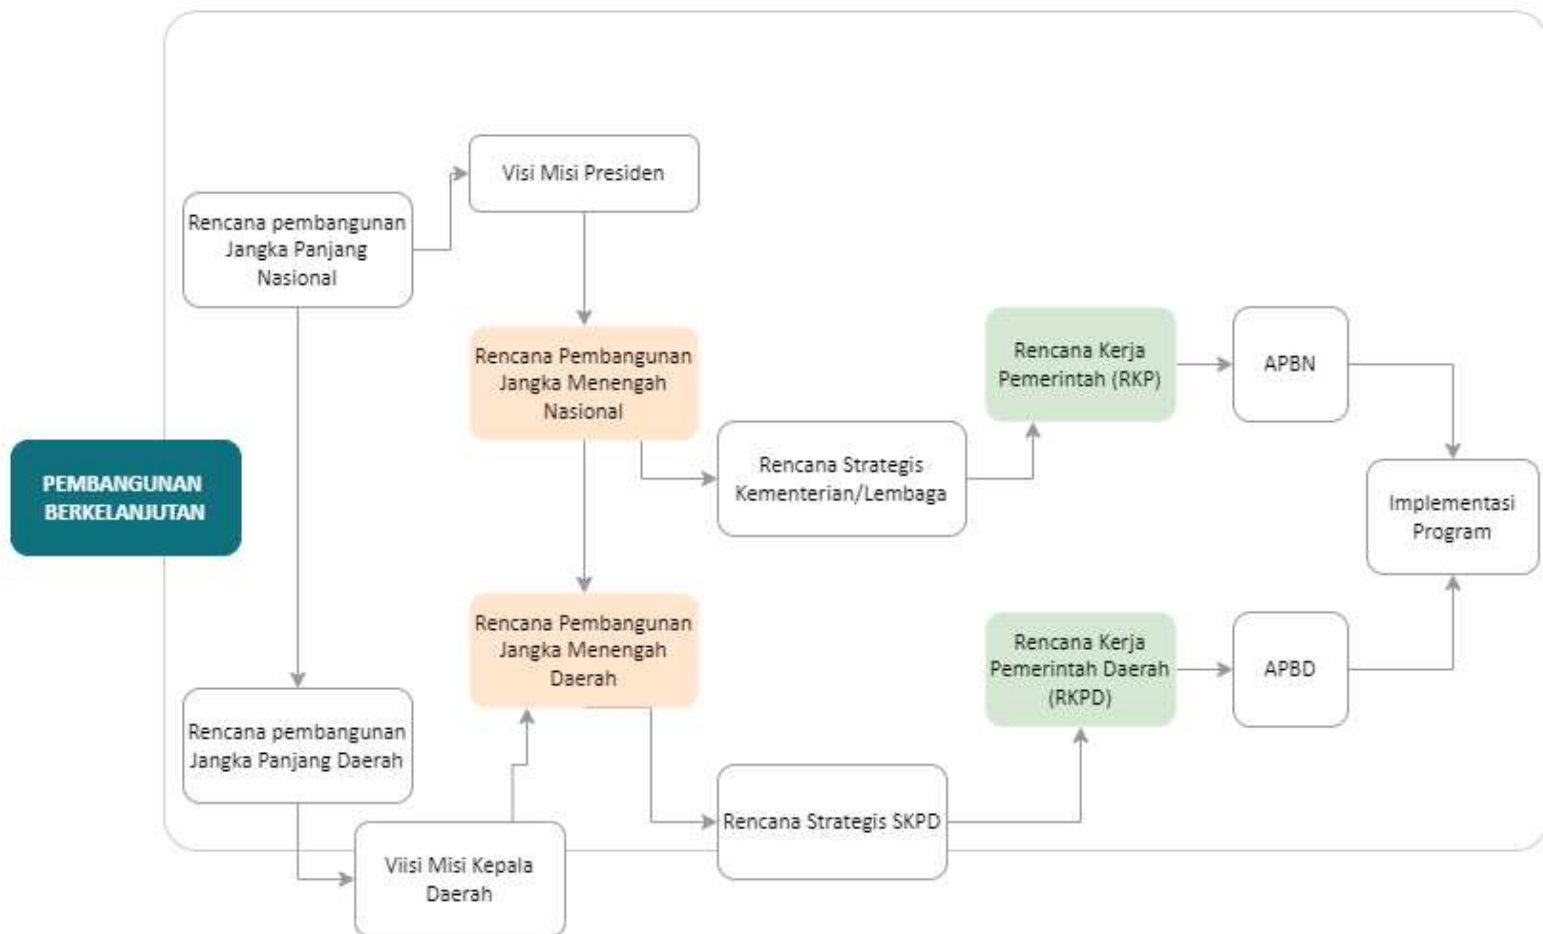 Visi Misi Presiden
Rencana pembangunan
Jangka Panjang
Nasional
Rencana Pembangunan
Jangka Menengah
Nasional
Rencana Kerja
Pemerintah (RKP)
APBN
PEMBANGUNAN
BERKELANJUTAN
Rencana Strategis
Kementerian/Lembaga
Implementasi
Program
Rencana Pembangunan
Jangka Menengah
Daerah
Rencana Kerja
Pemerintah Daerah
(RKPD)
APBD
Rencana pembangunan
Jangka Panjang Daerah
Rencana Strategis SKPD
Viisi Misi Kepala
Daerah